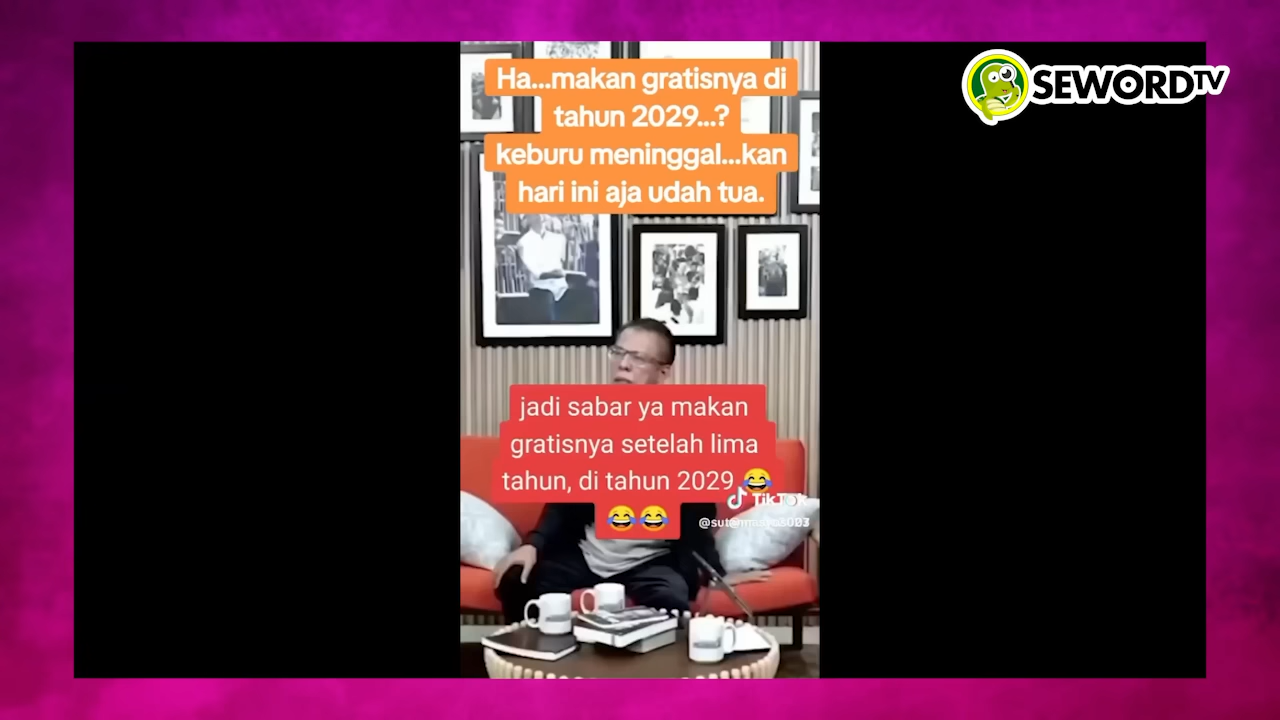 SEWORDTV
Ha...makan gratisnya di
tahun 2029...?
keburu meninggal...kan
hari ini aja udah tua.
jadi sabar ya makan
gratisnya setelah lima
tahun, di tahun 2029 😂
😂😂
TikTok